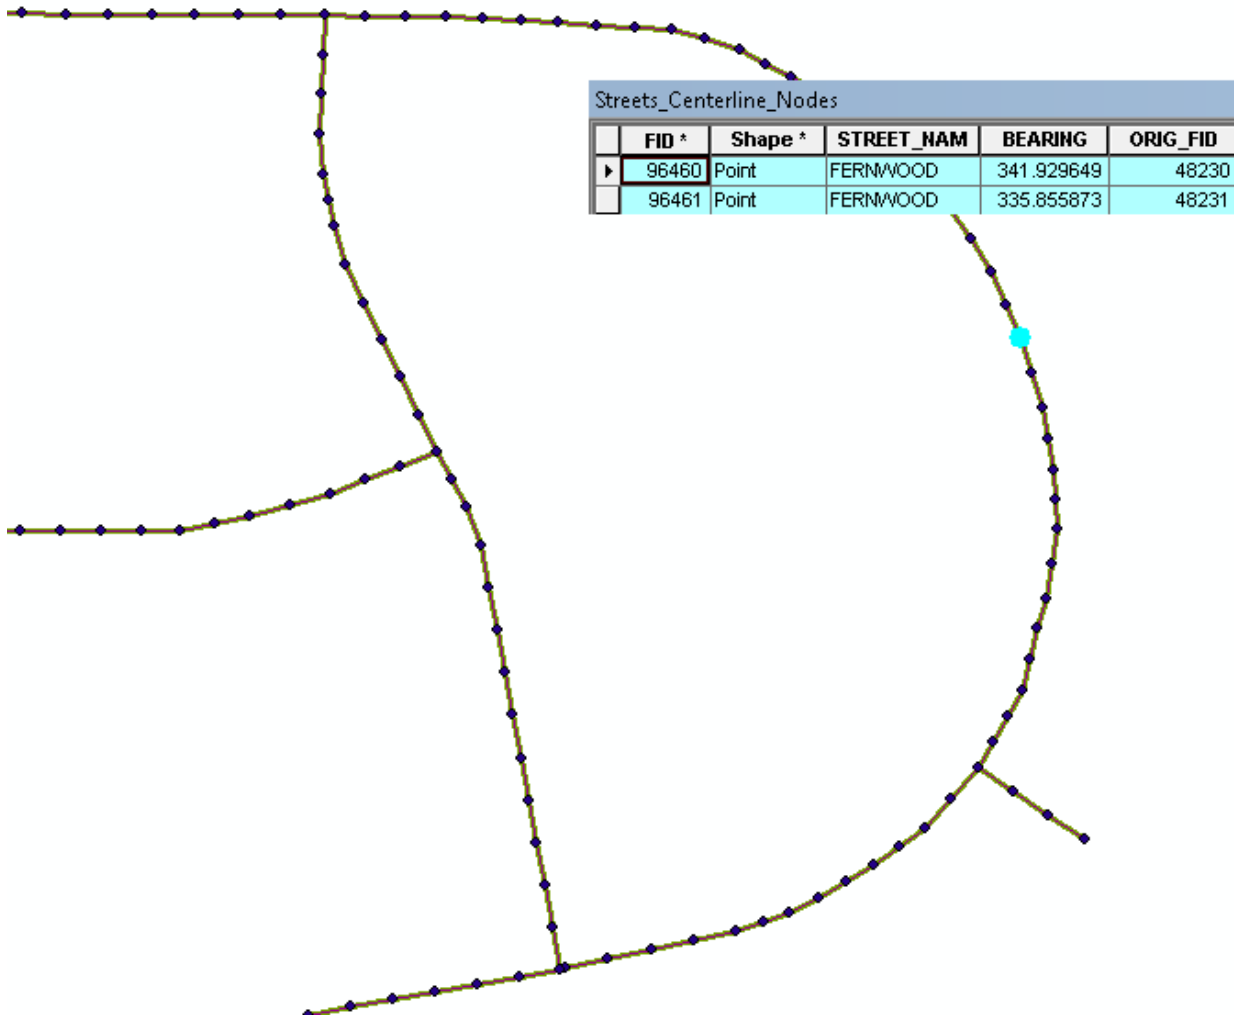 Streets_Centerline_Nodes
FID * Shape * STREET_NAM BEARING ORIG_FID
96460 Point FERNWOOD 341.929649 48230
96461 Point FERNWOOD 335.855873 48231